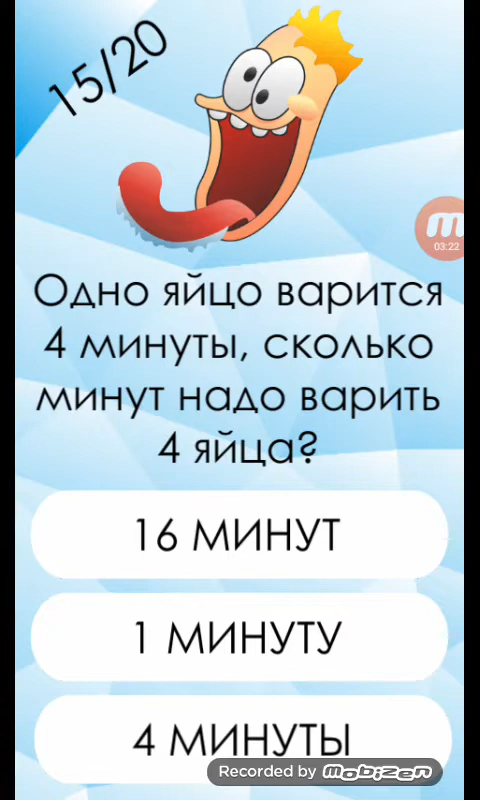 15/20
m
03:22
Одно яйцо варится
4 минуты, сколько
минут надо варить
4 яйца?
16 МИНУТ
1 МИНУТУ
4 МИНУТЫ
Recorded by mobizen